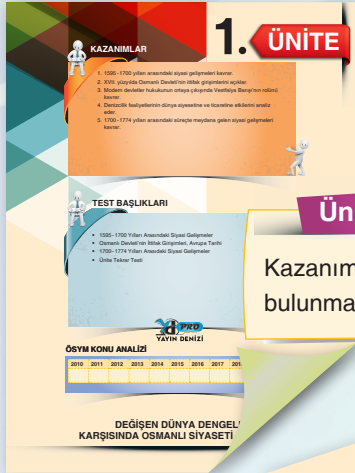 1. ÜNİTE
KAZANIMLAR
1. 1595-1700 yılları arasındaki siyasi gelişmeleri kavrar.
2. XVII. yüzyılda Osmanlı Devleti'nin ittifak girişimlerini açıklar.
3. Modern devletler hukukunun ortaya çıkışında Vestfalya Barışı'nın rolünü
kavrar.
4. Denizcilik faaliyetlerinin dünya siyasetine ve ticaretine etkilerini analiz
eder.
5. 1700-1774 yılları arasındaki süreçte meydana gelen siyasi gelişmeleri
kavrar.
TEST BAŞLIKLARI
• 1595-1700 Yılları Arasındaki Siyasi Gelişmeler
• Osmanlı Devleti'nin İttifak Girişimleri, Avrupa Tarihi
• 1700-1774 Yılları Arasındaki Siyasi Gelişmeler
• Ünite Tekrar Testi
Ün
Kazanım
bulunma
PRO
YAYIN DENİZİ
ÖSYM KONU ANALİZİ
2010 2011 2012 2013 2014 2015 2016 2017 201
DEĞİŞEN DÜNYA DENGEL
KARŞISINDA OSMANLI SİYASETİ